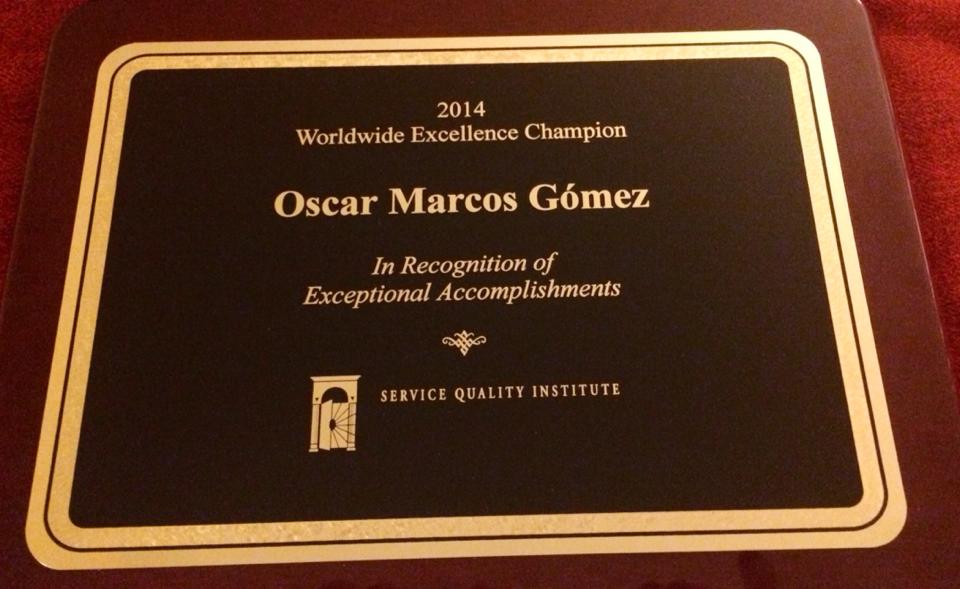 2014
Worldwide Excellence Champion
Oscar Marcos Gómez
In Recognition of
Exceptional Accomplishments
SERVICE QUALITY INSTITUTE